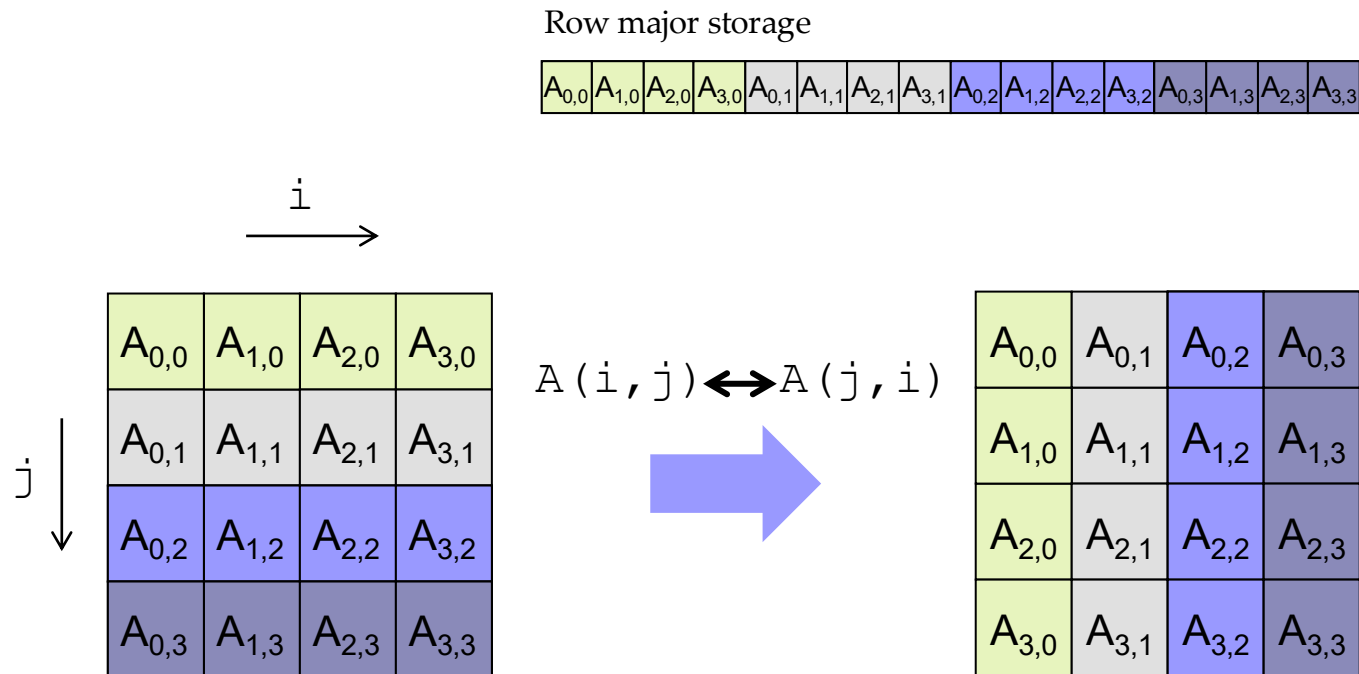 Row major storage
A0,0 A1,0 A2,0 A3,0 A0,1 A1,1 A2,1 A3,1 A0,2 A1,2 A2,2 A3,2 A0,3 A1,3 A2,3 A3,3
i
j
A0,0 A1,0 A2,0 A3,0
A0,1 A1,1 A2,1 A3,1
A0,2 A1,2 A2,2 A3,2
A0,3 A1,3 A2,3 A3,3
A(i,j)↔A(j,i)
A0,0 A0,1 A0,2 A0,3
A1,0 A1,1 A1,2 A1,3
A2,0 A2,1 A2,2 A2,3
A3,0 A3,1 A3,2 A3,3